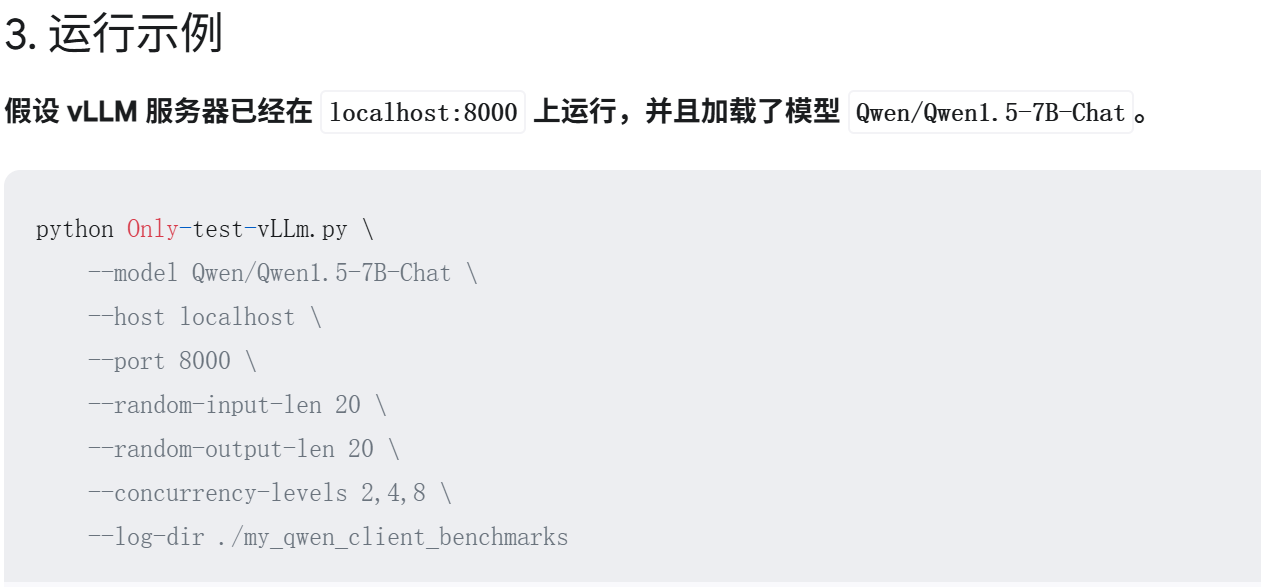 3. 运行示例
假设 vLLM 服务器已经在 localhost:8000 上运行，并且加载了模型 Qwen/Qwen1.5-7B-Chat 。
python Only-test-vLLm.py \
--model Qwen/Qwen1.5-7B-Chat \
--host localhost \
--port 8000 \
--random-input-len 20 \
--random-output-len 20 \
--concurrency-levels 2,4,8 \
--log-dir ./my_qwen_client_benchmarks